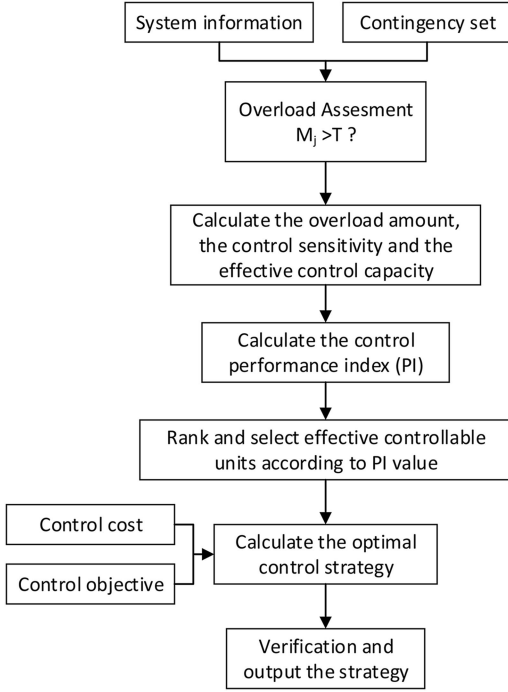 System information
Contingency set
Overload Assesment
Mj >T ?
Calculate the overload amount,
the control sensitivity and the
effective control capacity
Calculate the control
performance index (PI)
Rank and select effective controllable
units according to PI value
Control cost
Control objective
Calculate the optimal
control strategy
Verification and
output the strategy